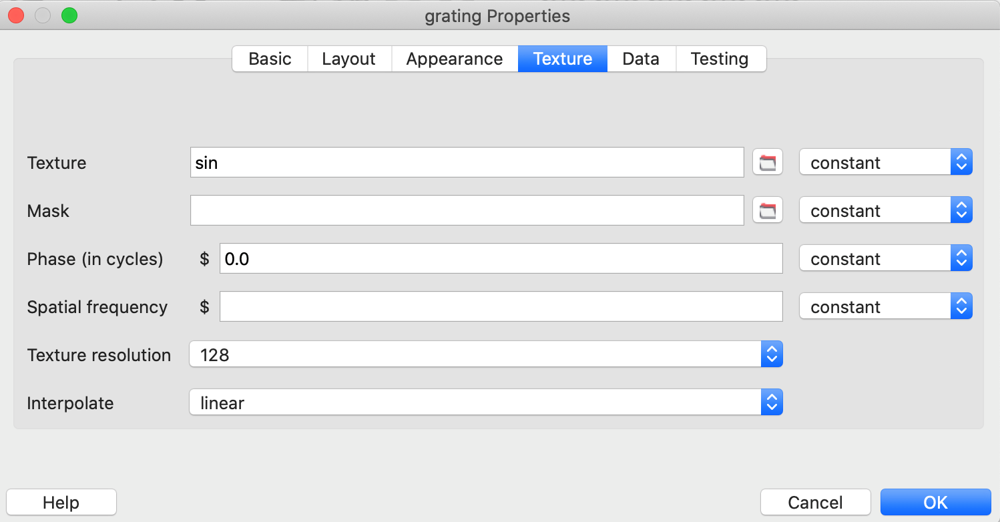 grating Properties
Basic Layout Appearance Texture Data Testing
Texture sin constant
Mask constant
Phase (in cycles) $ 0.0 constant
Spatial frequency $ constant
Texture resolution 128
Interpolate linear
Help Cancel OK